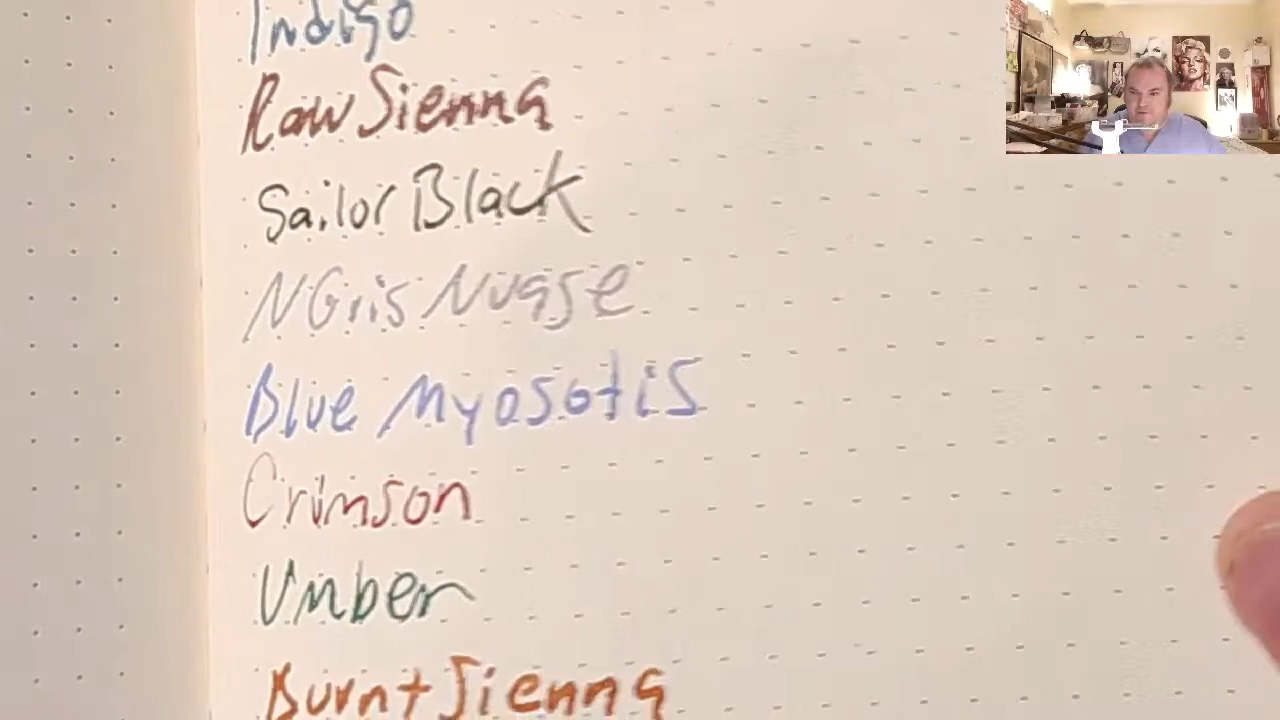 Indigo
Raw Sienna
Sailor Black
NGris Nuage
Blue Myosotis
Crimson
Umber
Burnt Sienna